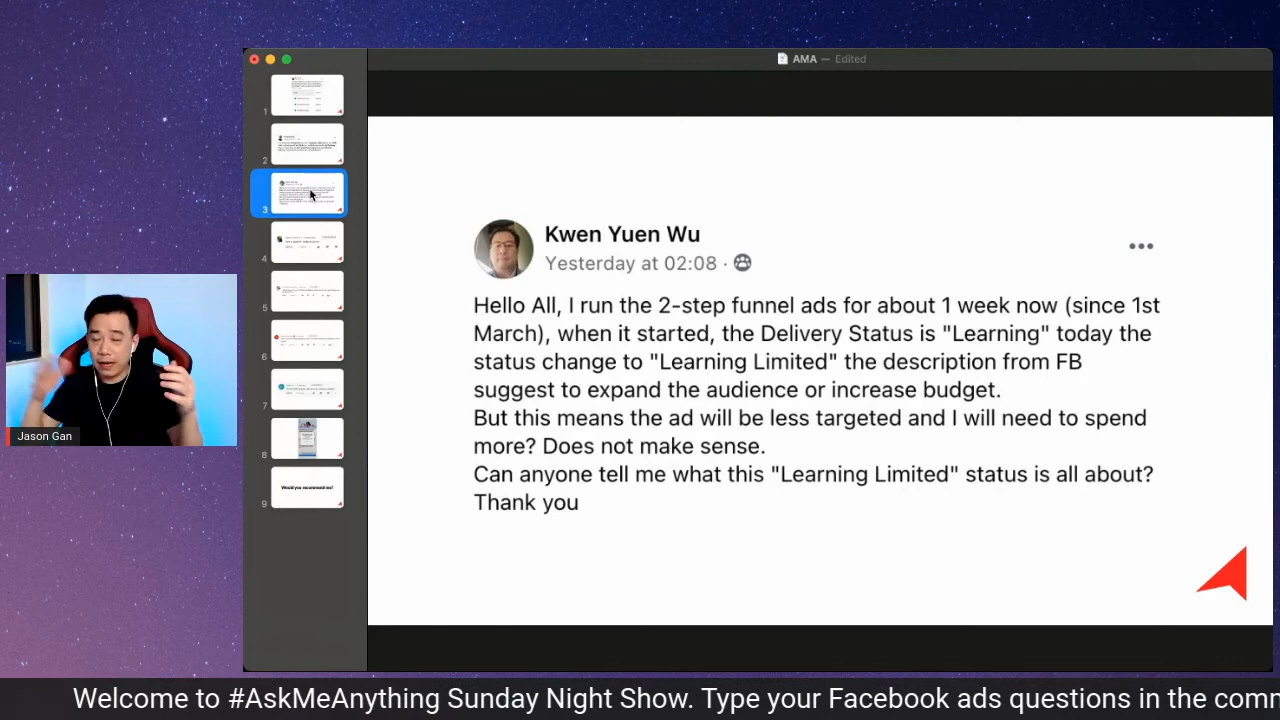 AMA — Edited
1
2
3
4
5
6
7
8
9
Would you recommend me?
Kwen Yuen Wu
Yesterday at 02:08 ·
Hello All, I run the 2-step funnel ads for about 1 week now (since 1st
March), when it started, the Delivery Status is "Learning" today the
status change to "Learning Limited" the description from FB
suggest to expand the audience or increase budget.
But this means the ad will be less targeted and I will need to spend
more? Does not make sense.
Can anyone tell me what this "Learning Limited" status is all about?
Thank you
Jason Gan
Welcome to #AskMeAnything Sunday Night Show. Type your Facebook ads questions in the comm